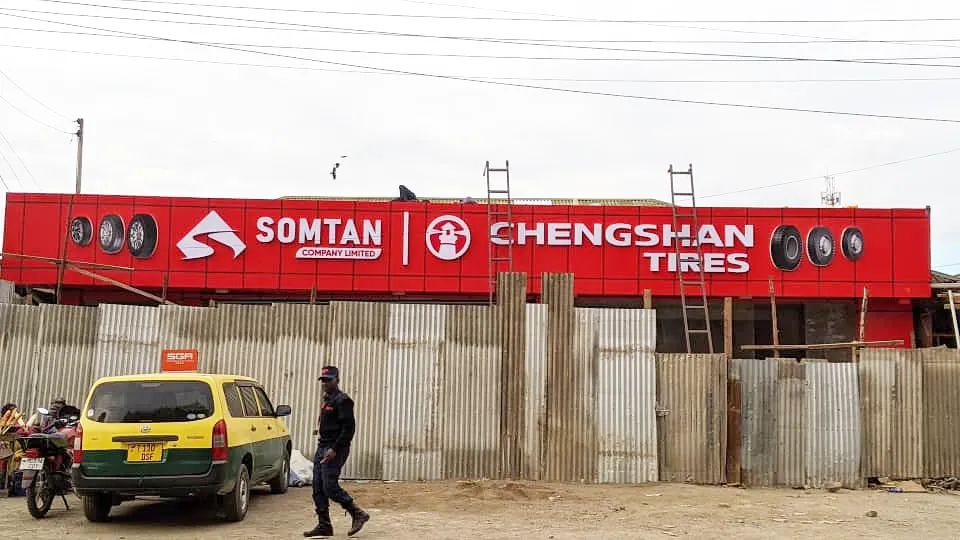 SOMTAN
COMPANY LIMITED
CHENGSHAN
TIRES
SGA
T 330
DSF